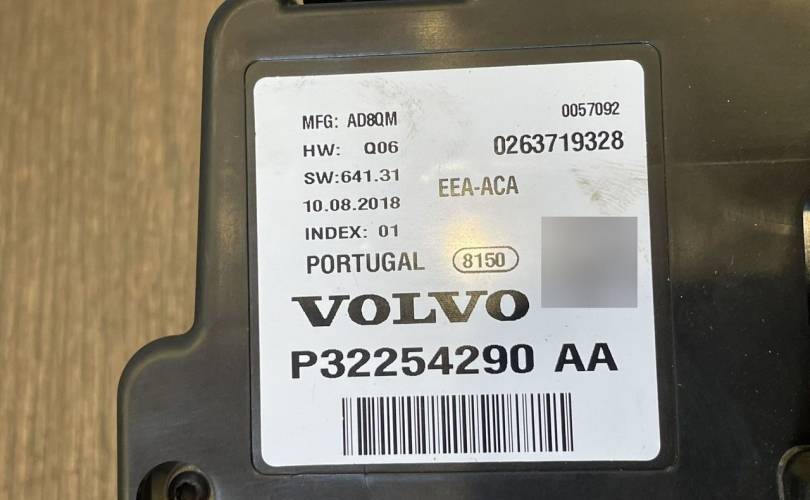 MFG: AD8QM 0057092
HW: Q06 0263719328
SW:641.31 EEA-ACA
10.08.2018
INDEX: 01
PORTUGAL 8150
VOLVO
P32254290 AA